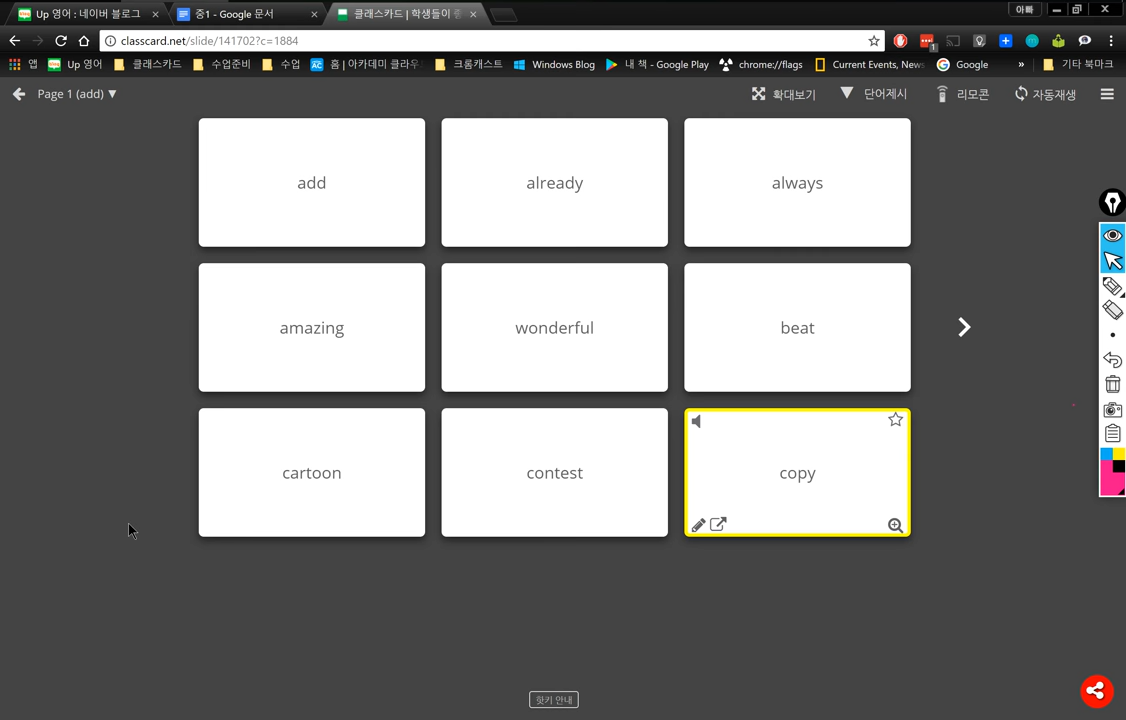 Up 영어 : 네이버 블로그
중1 - Google 문서
클래스카드 | 학생들이 좋
아빠
classcard.net/slide/141702?c=1884
1
앱
Up 영어
클래스카드
수업준비
수업
홈 | 아카데미 클라우
크롬캐스트
Windows Blog
내 책 - Google Play
chrome://flags
Current Events, News
Google
»
기타 북마크
Page 1 (add) ▼
확대보기
단어제시
리모콘
자동재생
add
already
always
amazing
wonderful
beat
cartoon
contest
copy
핫키 안내